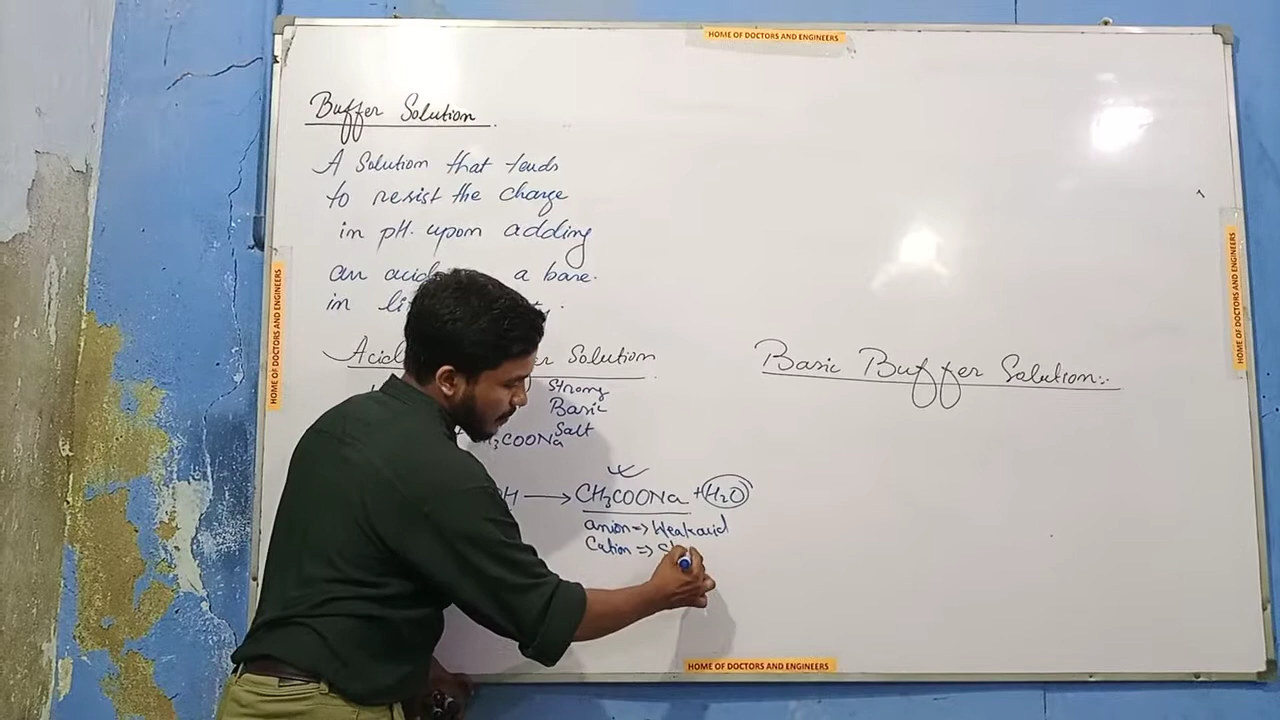 HOME OF DOCTORS AND ENGINEERS
Buffer Solution
A Solution that tends
to resist the change
in pH. upon adding
an acid a base.
in
HOME OF DOCTORS AND ENGINEERS
HOME OF DOCTORS AND ENGINEERS
Acid Solution
Strong
Basic
Salt
CH3COONa
⟶ CH3COONa + H2O
anion => Weak acid
Cation =>
Basic Buffer Solution:-
HOME OF DOCTORS AND ENGINEERS